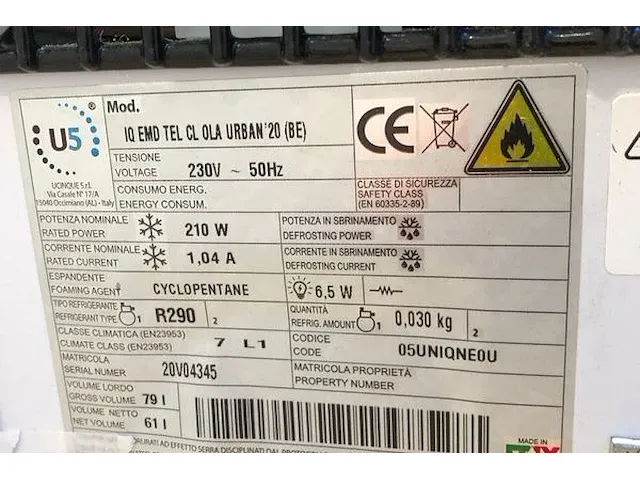 U5 ®
UCINQUE S.r.l.
Via Casale N° 17/A
15040 Occimiano (AL) - Italy
Mod.
IQ EMD TEL CL OLA URBAN'20 (BE)
TENSIONE
VOLTAGE 230V ~ 50Hz
CONSUMO ENERG.
ENERGY CONSUM.
CE
CLASSE DI SICUREZZA
SAFETY CLASS
(EN 60335-2-89)
POTENZA NOMINALE
RATED POWER 210 W
POTENZA IN SBRINAMENTO
DEFROSTING POWER
CORRENTE NOMINALE
RATED CURRENT 1,04 A
CORRENTE IN SBRINAMENTO
DEFROSTING CURRENT
ESPANDENTE
FOAMING AGENT CYCLOPENTANE
6,5 W
TIPO REFRIGERANTE
REFRIGERANT TYPE 1 R290 2
QUANTITÀ
REFRIG. AMOUNT 1 0,030 kg 2
CLASSE CLIMATICA (EN23953)
CLIMATE CLASS (EN23953) 7 L1
CODICE
CODE 05UNIQNE0U
MATRICOLA
SERIAL NUMBER 20V04345
MATRICOLA PROPRIETÀ
PROPERTY NUMBER
VOLUME LORDO
GROSS VOLUME 79 l
VOLUME NETTO
NET VOLUME 61 l
MADE IN